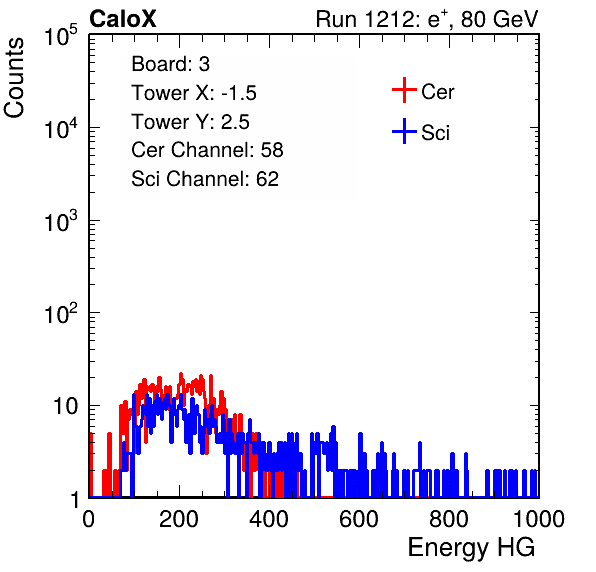 CaloX Run 1212: e⁺, 80 GeV
Counts
10⁵
10⁴
10³
10²
10
1
Board: 3
Tower X: -1.5
Tower Y: 2.5
Cer Channel: 58
Sci Channel: 62
Cer
Sci
0 200 400 600 800 1000
Energy HG